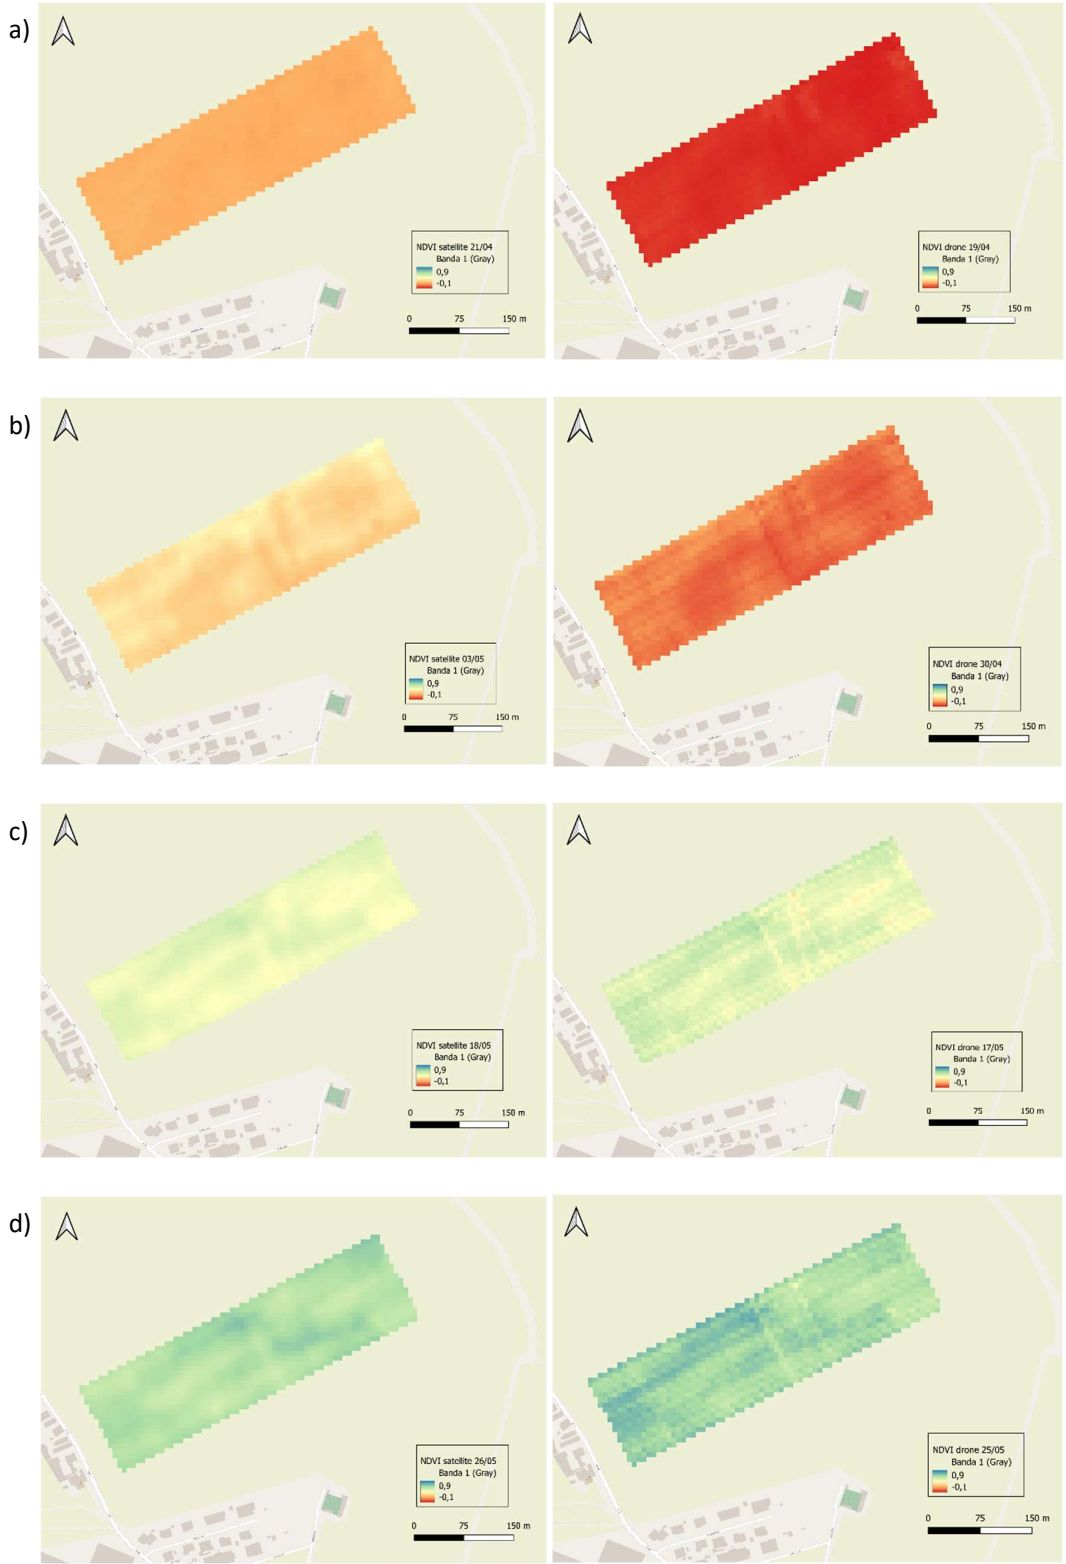 a)
NDVI satellite 21/04
Banda 1 (Gray)
0,9
-0,1
0 75 150 m
NDVI drone 19/04
Banda 1 (Gray)
0,9
-0,1
0 75 150 m
b)
NDVI satellite 03/05
Banda 1 (Gray)
0,9
-0,1
0 75 150 m
NDVI drone 30/04
Banda 1 (Gray)
0,9
-0,1
0 75 150 m
c)
NDVI satellite 18/05
Banda 1 (Gray)
0,9
-0,1
0 75 150 m
NDVI drone 17/05
Banda 1 (Gray)
0,9
-0,1
0 75 150 m
d)
NDVI satellite 26/05
Banda 1 (Gray)
0,9
-0,1
0 75 150 m
NDVI drone 25/05
Banda 1 (Gray)
0,9
-0,1
0 75 150 m